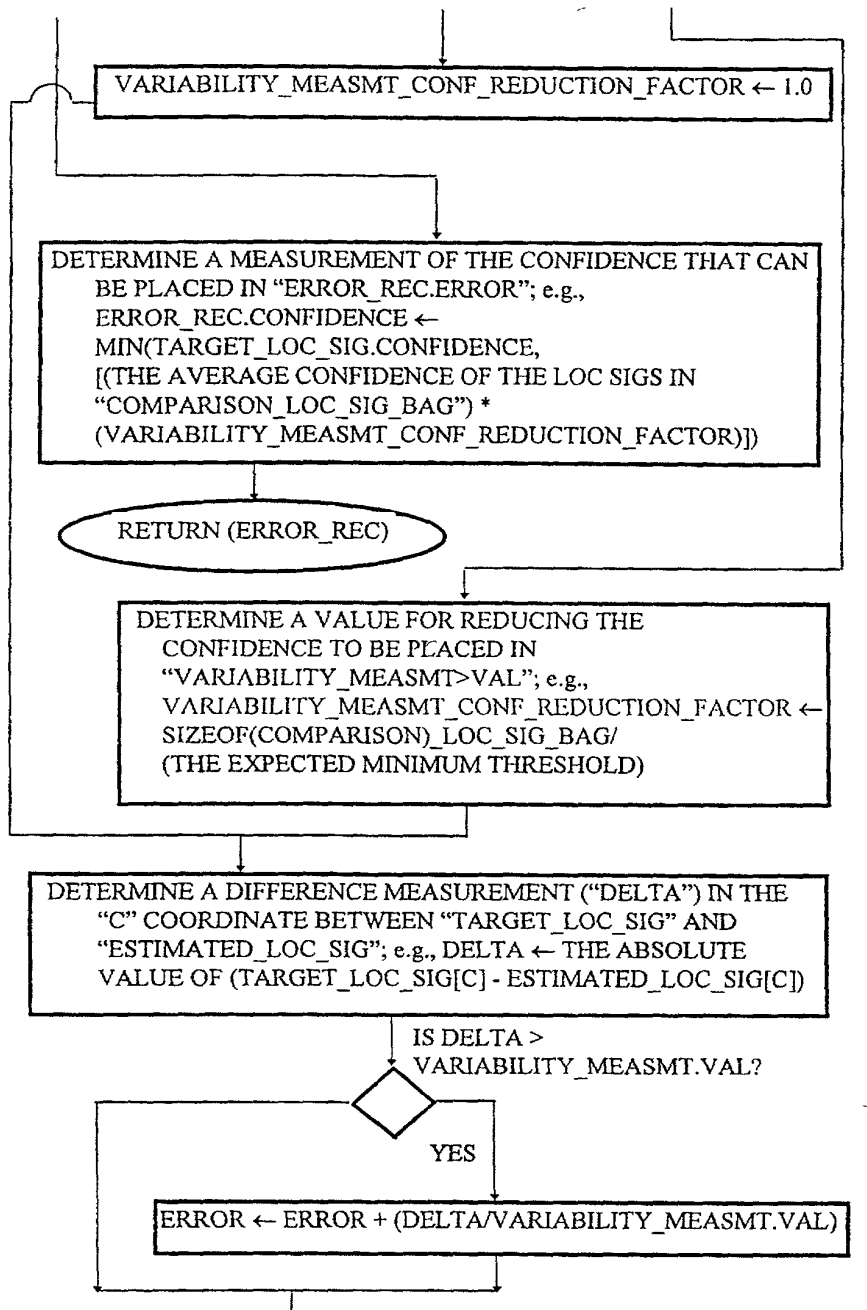 VARIABILITY_MEASMT_CONF_REDUCTION_FACTOR ← 1.0
DETERMINE A MEASUREMENT OF THE CONFIDENCE THAT CAN
BE PLACED IN “ERROR_REC.ERROR”; e.g.,
ERROR_REC.CONFIDENCE ←
MIN(TARGET_LOC_SIG.CONFIDENCE,
[(THE AVERAGE CONFIDENCE OF THE LOC SIGS IN
“COMPARISON_LOC_SIG_BAG”) *
(VARIABILITY_MEASMT_CONF_REDUCTION_FACTOR)])
RETURN (ERROR_REC)
DETERMINE A VALUE FOR REDUCING THE
CONFIDENCE TO BE PLACED IN
“VARIABILITY_MEASMT>VAL”; e.g.,
VARIABILITY_MEASMT_CONF_REDUCTION_FACTOR ←
SIZEOF(COMPARISON)_LOC_SIG_BAG/
(THE EXPECTED MINIMUM THRESHOLD)
DETERMINE A DIFFERENCE MEASUREMENT (“DELTA”) IN THE
“C” COORDINATE BETWEEN “TARGET_LOC_SIG” AND
“ESTIMATED_LOC_SIG”; e.g., DELTA ← THE ABSOLUTE
VALUE OF (TARGET_LOC_SIG[C] - ESTIMATED_LOC_SIG[C])
IS DELTA >
VARIABILITY_MEASMT.VAL?
YES
ERROR ← ERROR + (DELTA/VARIABILITY_MEASMT.VAL)